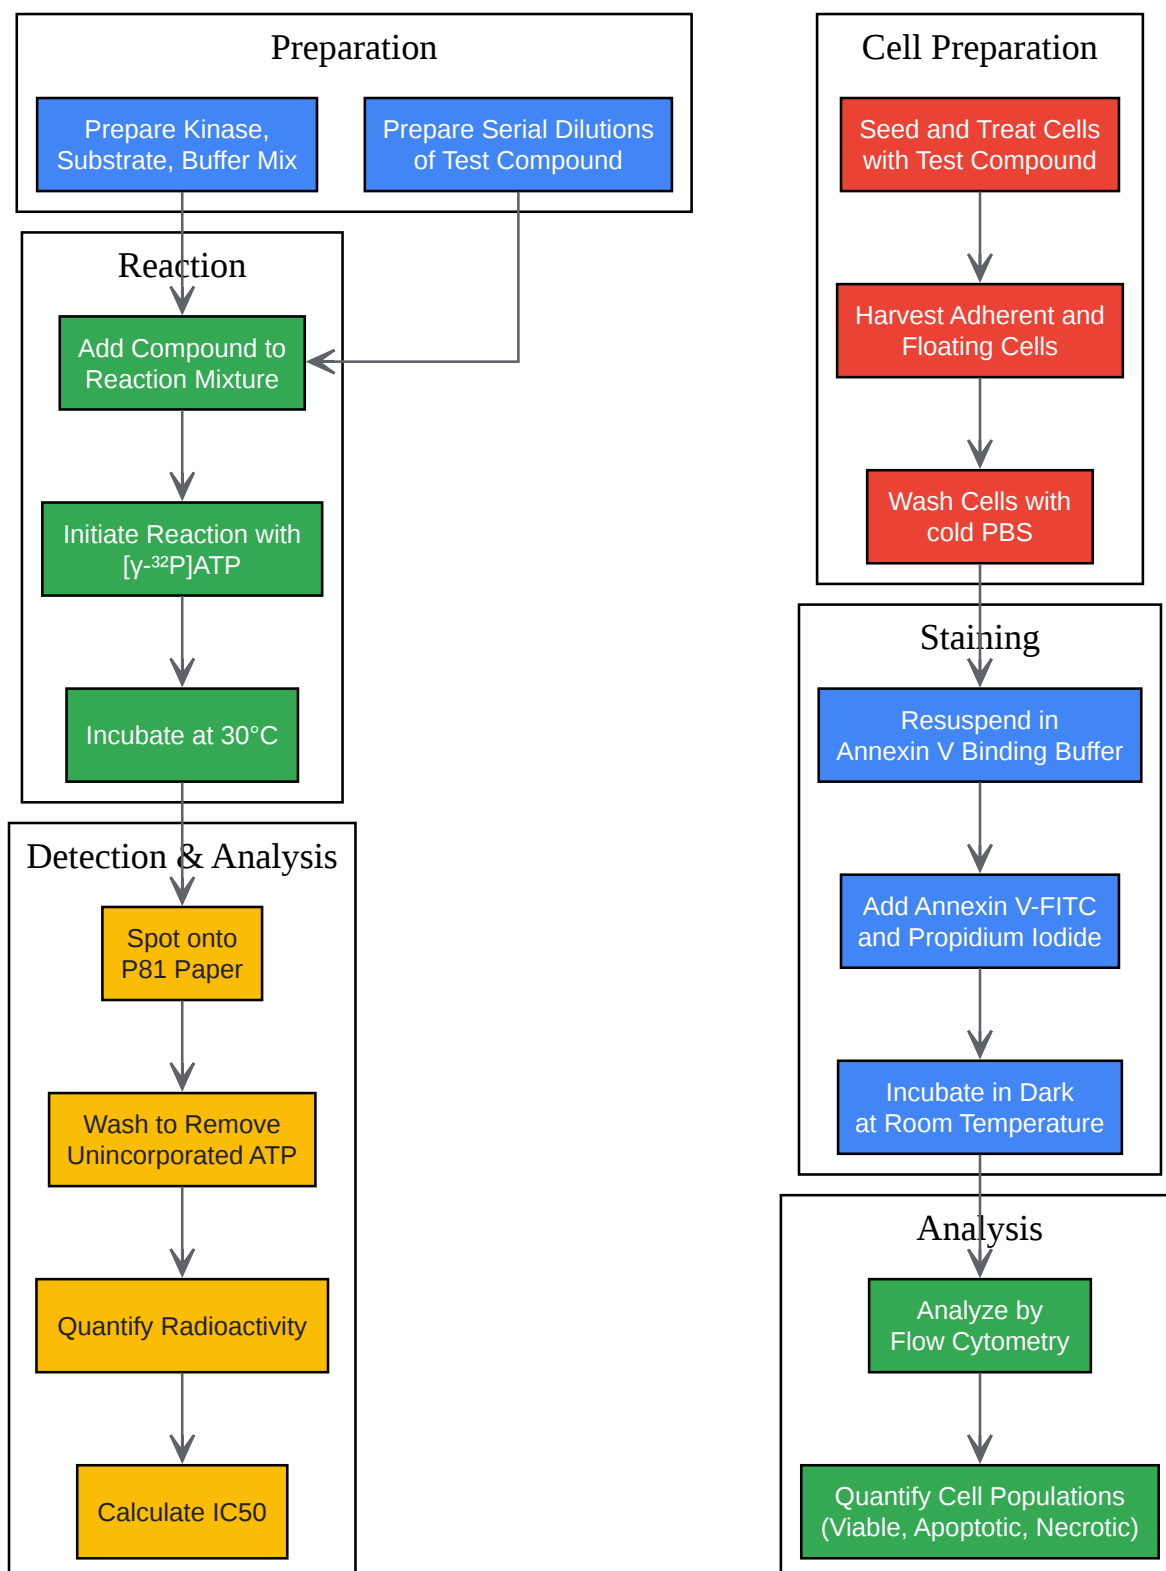 Preparation
Prepare Kinase,
Substrate, Buffer Mix
Prepare Serial Dilutions
of Test Compound
Reaction
Add Compound to
Reaction Mixture
Initiate Reaction with
[γ-³²P]ATP
Incubate at 30°C
Detection & Analysis
Spot onto
P81 Paper
Wash to Remove
Unincorporated ATP
Quantify Radioactivity
Calculate IC50
Cell Preparation
Seed and Treat Cells
with Test Compound
Harvest Adherent and
Floating Cells
Wash Cells with
cold PBS
Staining
Resuspend in
Annexin V Binding Buffer
Add Annexin V-FITC
and Propidium Iodide
Incubate in Dark
at Room Temperature
Analysis
Analyze by
Flow Cytometry
Quantify Cell Populations
(Viable, Apoptotic, Necrotic)